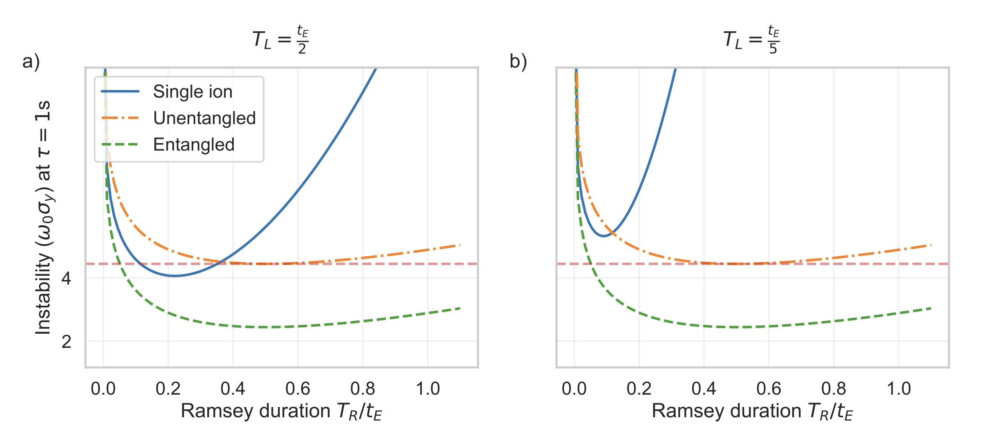 a)
T_L = t_E/2
Instability (ω₀σ_y) at τ = 1s
Single ion
Unentangled
Entangled
4
2
0.0 0.2 0.4 0.6 0.8 1.0
Ramsey duration T_R/t_E
b)
T_L = t_E/5
0.0 0.2 0.4 0.6 0.8 1.0
Ramsey duration T_R/t_E